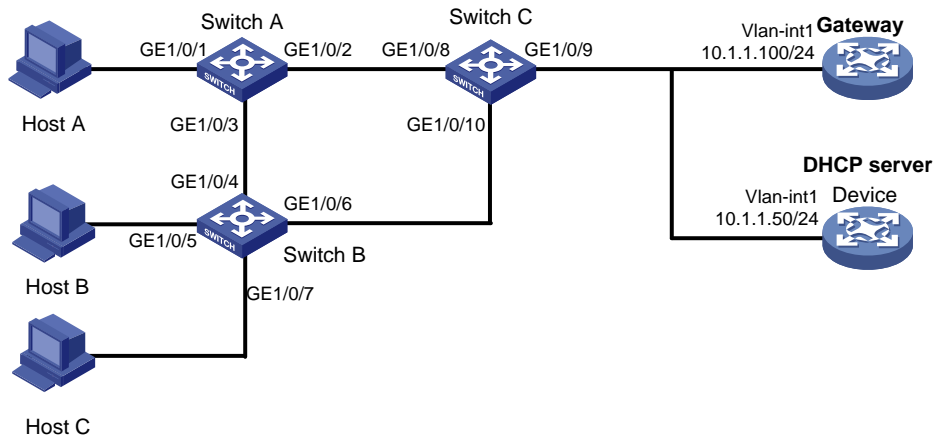 Switch A
Switch C
Vlan-int1
Gateway
GE1/0/1
GE1/0/2
GE1/0/8
GE1/0/9
10.1.1.100/24
SWITCH
SWITCH
Host A
GE1/0/3
GE1/0/10
DHCP server
GE1/0/4
Vlan-int1
Device
GE1/0/6
10.1.1.50/24
GE1/0/5
SWITCH
Switch B
Host B
GE1/0/7
Host C